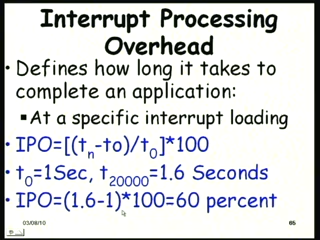 Interrupt Processing
Overhead
• Defines how long it takes to
complete an application:
▪ At a specific interrupt loading
• IPO=[(tn-to)/t0]*100
• t0=1Sec, t20000=1.6 Seconds
• IPO=(1.6-1)*100=60 percent
03/08/10
65